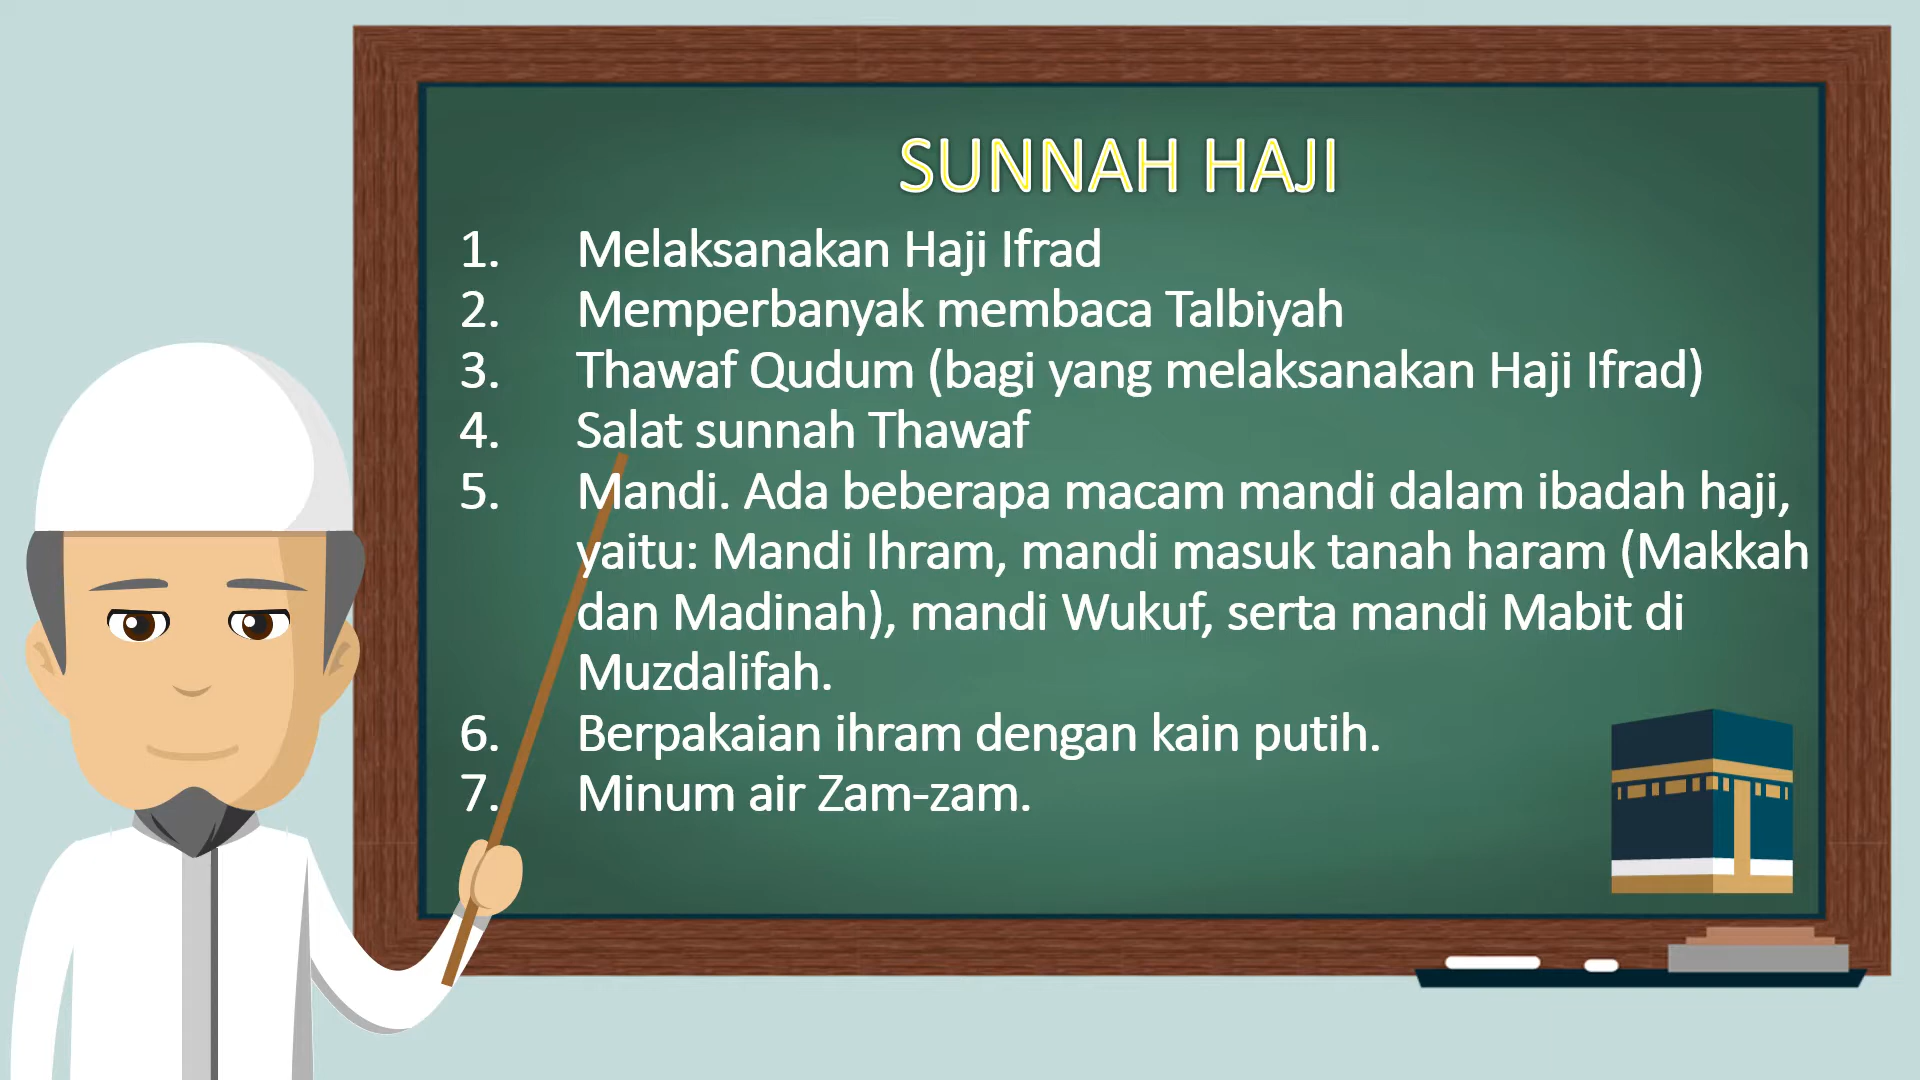 SUNNAH HAJI
1. Melaksanakan Haji Ifrad
2. Memperbanyak membaca Talbiyah
3. Thawaf Qudum (bagi yang melaksanakan Haji Ifrad)
4. Salat sunnah Thawaf
5. Mandi. Ada beberapa macam mandi dalam ibadah haji,
yaitu: Mandi Ihram, mandi masuk tanah haram (Makkah
dan Madinah), mandi Wukuf, serta mandi Mabit di
Muzdalifah.
6. Berpakaian ihram dengan kain putih.
7. Minum air Zam-zam.